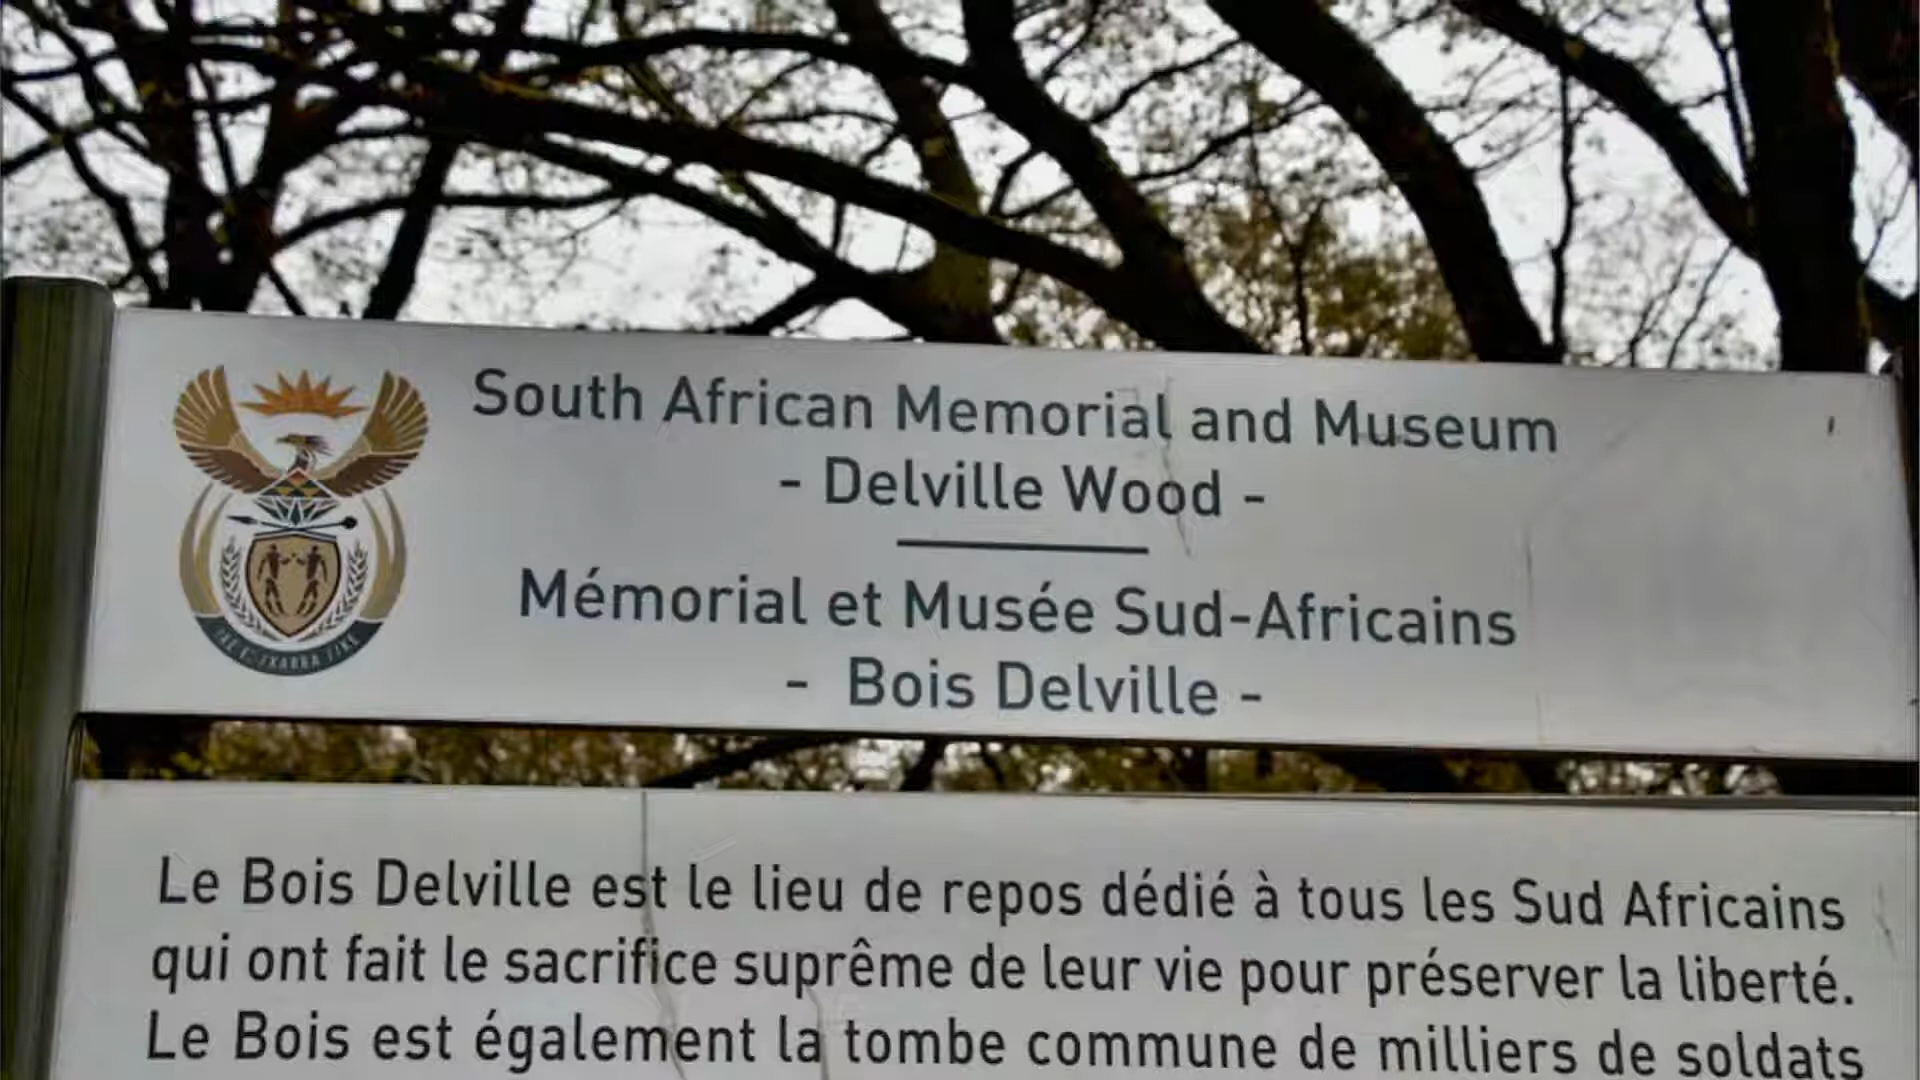 South African Memorial and Museum
- Delville Wood -
Mémorial et Musée Sud-Africains
- Bois Delville -
Le Bois Delville est le lieu de repos dédié à tous les Sud Africains
qui ont fait le sacrifice suprême de leur vie pour préserver la liberté.
Le Bois est également la tombe commune de milliers de soldats